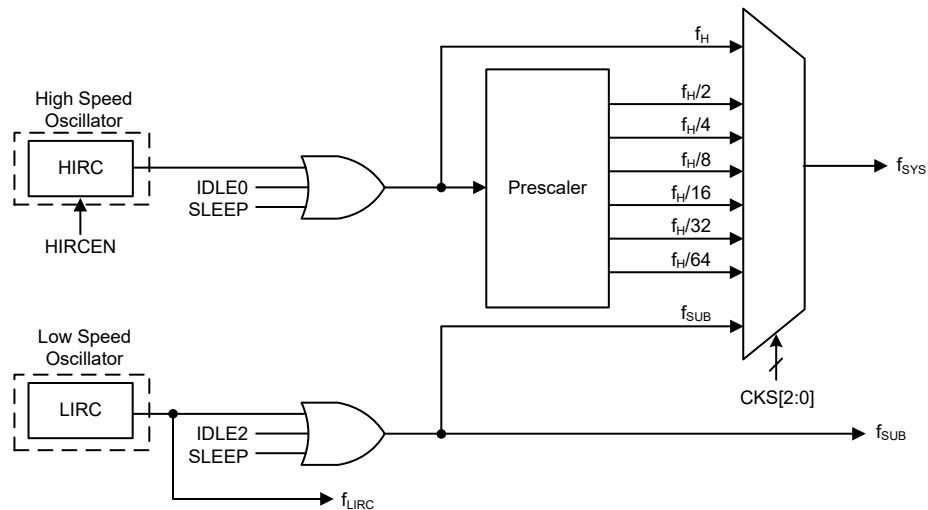 High Speed
Oscillator
HIRC
HIRCEN
IDLE0
SLEEP
Prescaler
fH
fH/2
fH/4
fH/8
fH/16
fH/32
fH/64
fSUB
CKS[2:0]
fSYS
Low Speed
Oscillator
LIRC
IDLE2
SLEEP
fSUB
fLIRC